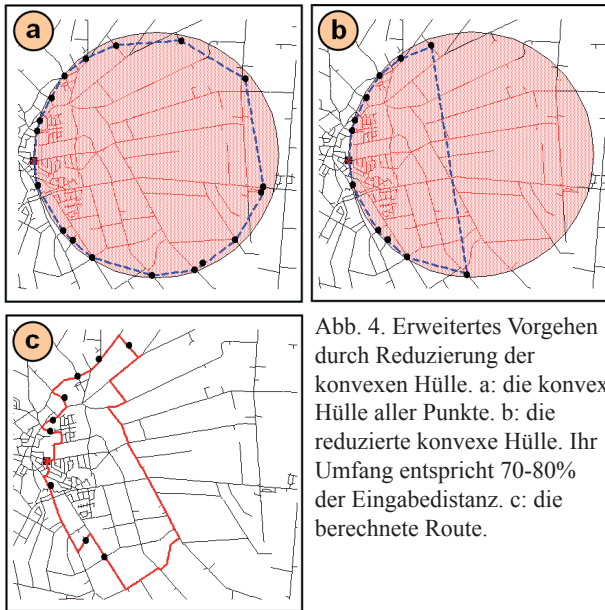 a
b
c
Abb. 4. Erweitertes Vorgehen
durch Reduzierung der
konvexen Hülle. a: die konvex
Hülle aller Punkte. b: die
reduzierte konvexe Hülle. Ihr
Umfang entspricht 70-80%
der Eingabedistanz. c: die
berechnete Route.